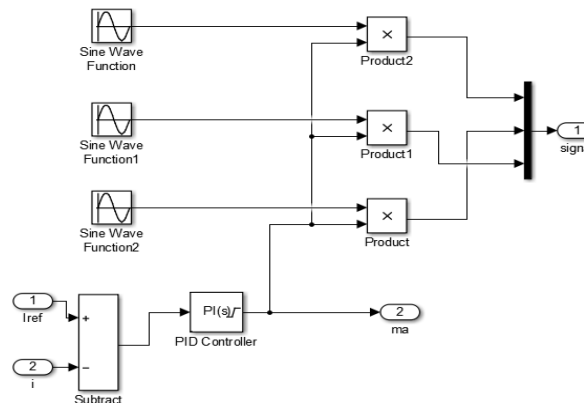 Sine Wave
Function
×
Product2
Sine Wave
Function1
×
Product1
1
sign
Sine Wave
Function2
×
Product
1
Iref
+
PI(s)
2
ma
PID Controller
2
i
−
Subtract